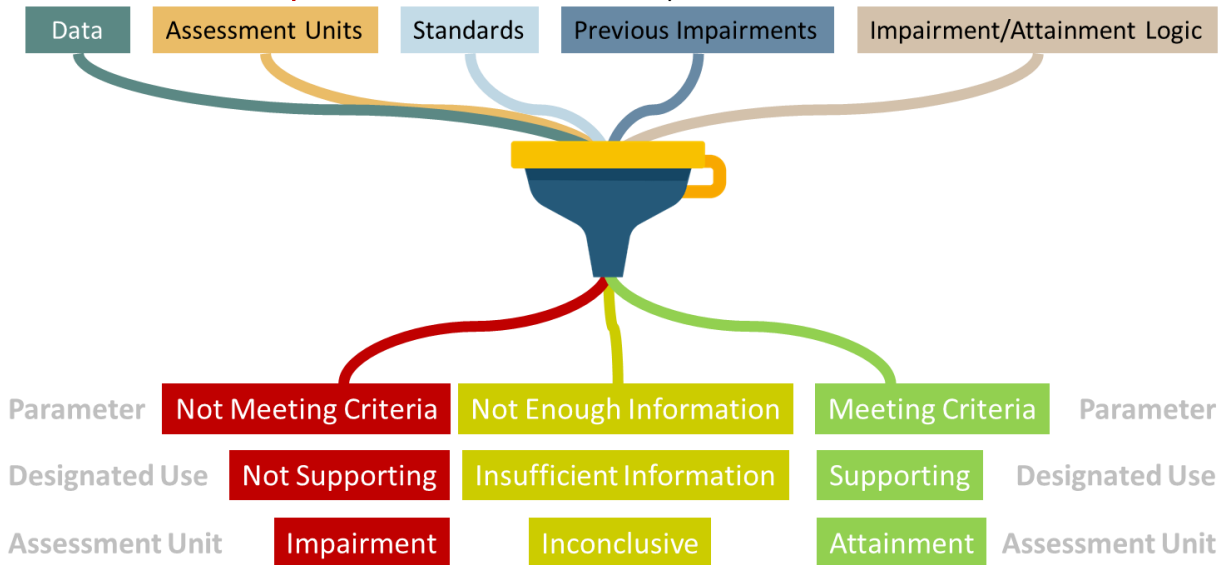 Data Assessment Units Standards Previous Impairments Impairment/Attainment Logic
Parameter Not Meeting Criteria Not Enough Information Meeting Criteria Parameter
Designated Use Not Supporting Insufficient Information Supporting Designated Use
Assessment Unit Impairment Inconclusive Attainment Assessment Unit